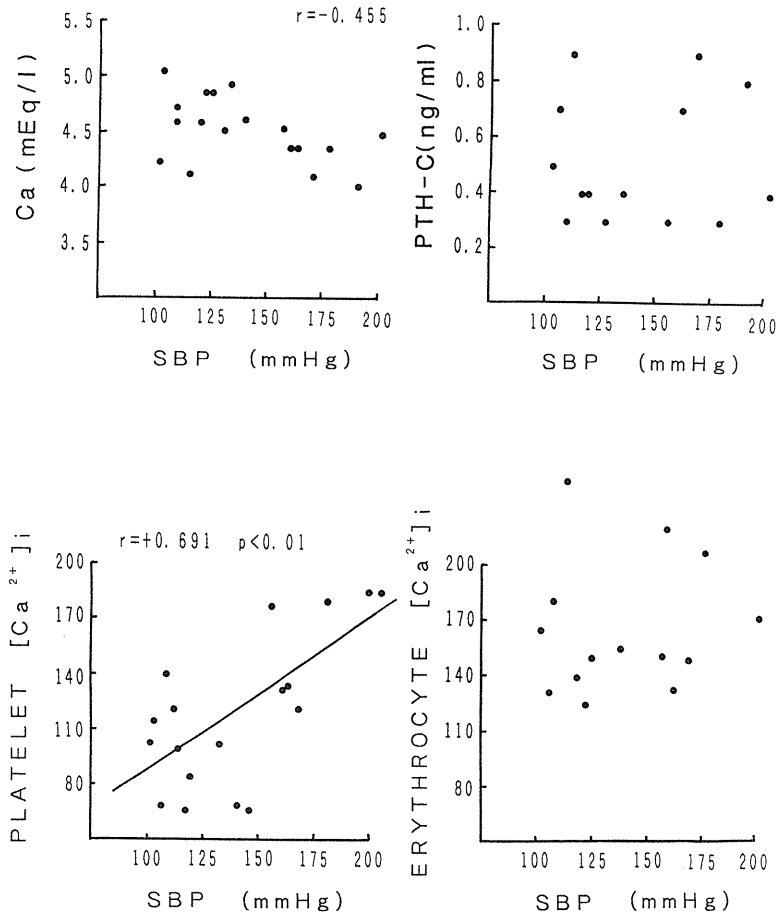 r=-0.455
Ca (mEq/l)
5.5
5.0
4.5
4.0
3.5
100 125 150 175 200
SBP (mmHg)
PTH-C(ng/ml)
1.0
0.8
0.6
0.4
0.2
100 125 150 175 200
SBP (mmHg)
r=+0.691 p<0.01
PLATELET [Ca²⁺]i
200
170
140
110
80
100 125 150 175 200
SBP (mmHg)
ERYTHROCYTE [Ca²⁺]i
200
170
140
110
80
100 125 150 175 200
SBP (mmHg)